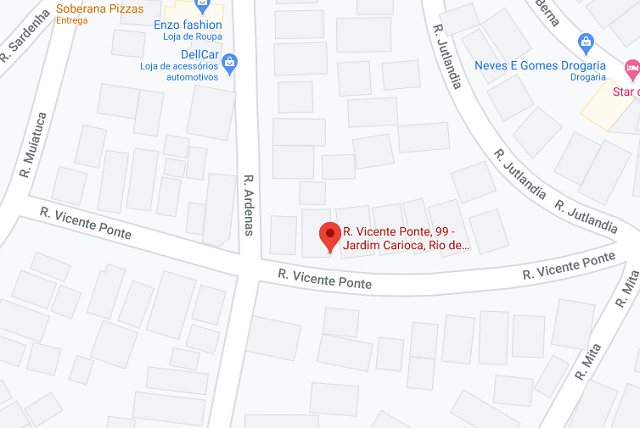 Soberana Pizzas
Entrega
Enzo fashion
Loja de Roupa
DellCar
Loja de acessórios
automotivos
R. Sardenha
R. Muiatuca
R. Vicente Ponte
R. Ardenas
R. Vicente Ponte, 99 -
Jardim Carioca, Rio de...
R. Vicente Ponte
R. Vicente Ponte
R. Jutlandia
R. Jutlandia
R. Jutlandia
Berna
Neves E Gomes Drogaria
Drogaria
Star
R. Mita
R. Mita